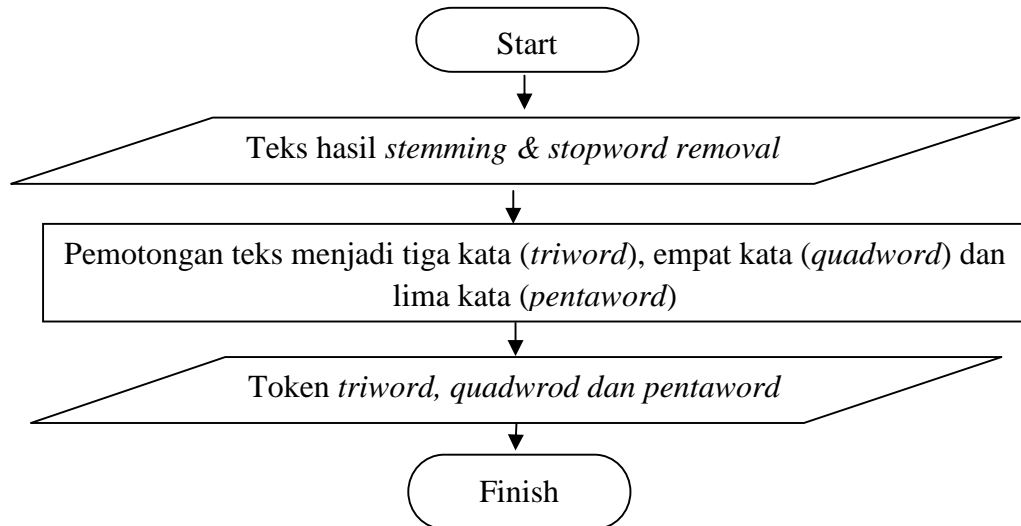 Start
Teks hasil stemming & stopword removal
Pemotongan teks menjadi tiga kata (triword), empat kata (quadword) dan
lima kata (pentaword)
Token triword, quadwrod dan pentaword
Finish